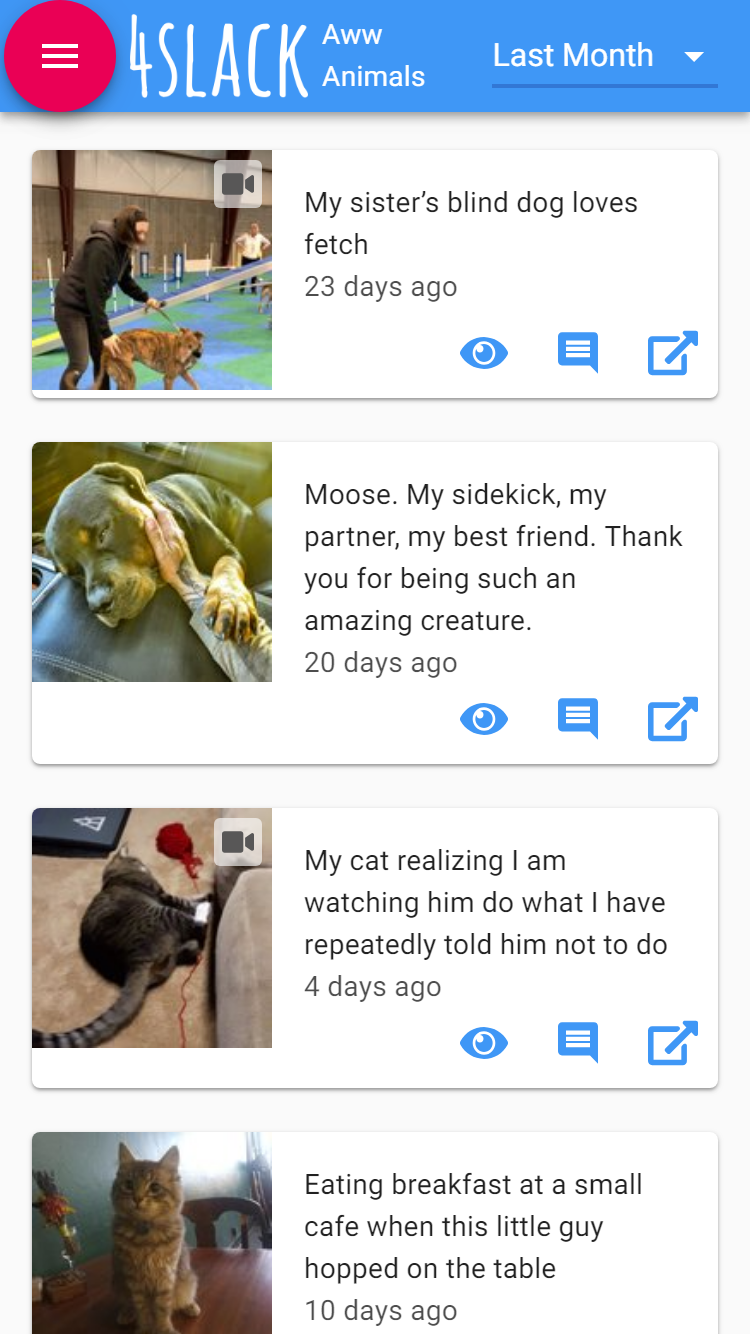 4SLACK
Aww
Animals
Last Month
My sister’s blind dog loves
fetch
23 days ago
Moose. My sidekick, my
partner, my best friend. Thank
you for being such an
amazing creature.
20 days ago
My cat realizing I am
watching him do what I have
repeatedly told him not to do
4 days ago
Eating breakfast at a small
cafe when this little guy
hopped on the table
10 days ago